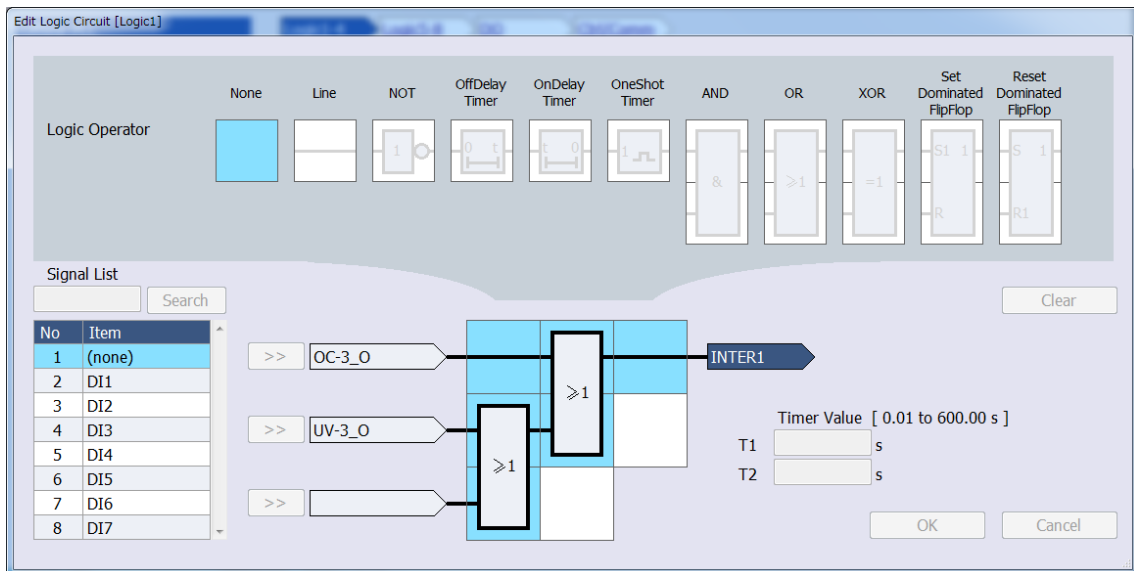 Edit Logic Circuit [Logic1]
None
Line
NOT
OffDelay
Timer
OnDelay
Timer
OneShot
Timer
AND
OR
XOR
Set
Dominated
FlipFlop
Reset
Dominated
FlipFlop
Logic Operator
1
0 t
t 0
1
&
≥1
=1
S1 1
R
S 1
R1
Signal List
Search
Clear
No Item
1 (none)
2 DI1
3 DI2
4 DI3
5 DI4
6 DI5
7 DI6
8 DI7
>> OC-3_O
INTER1
≥1
>> UV-3_O
≥1
>>
Timer Value [ 0.01 to 600.00 s ]
T1 s
T2 s
OK
Cancel